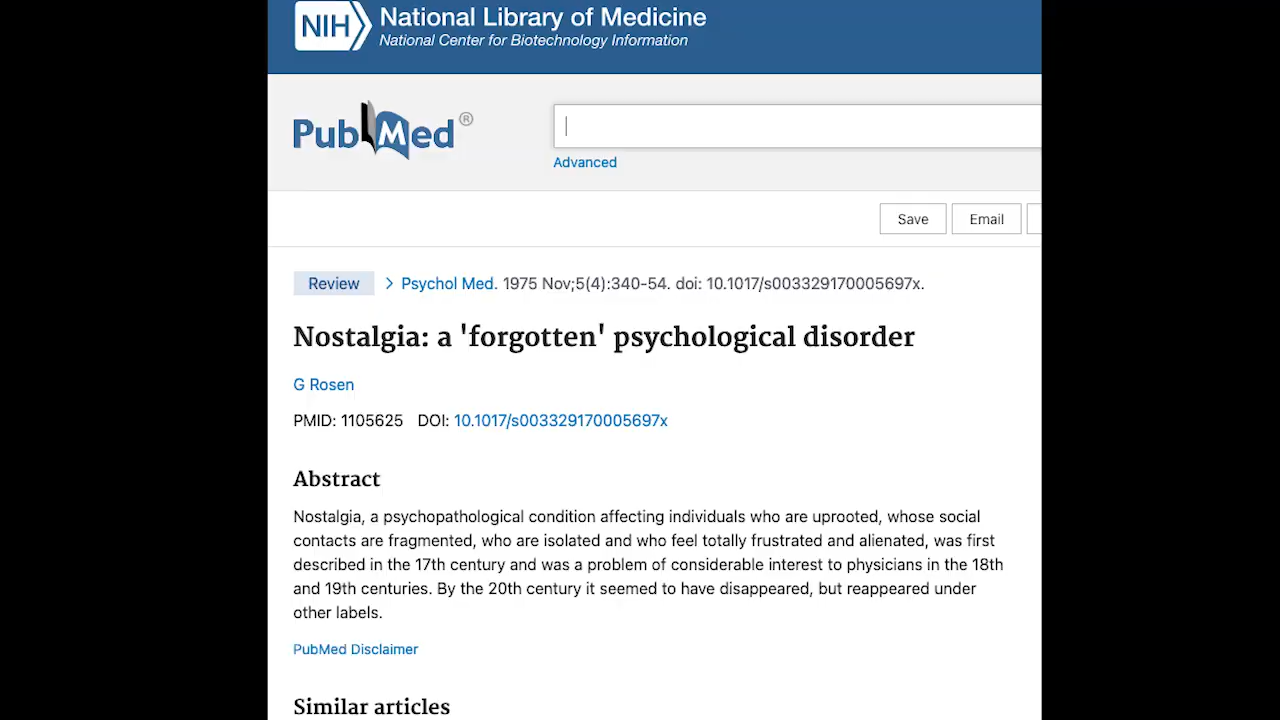 NIH National Library of Medicine
National Center for Biotechnology Information
PubMed®
Advanced
Save Email
Review > Psychol Med. 1975 Nov;5(4):340-54. doi: 10.1017/s003329170005697x.
Nostalgia: a 'forgotten' psychological disorder
G Rosen
PMID: 1105625 DOI: 10.1017/s003329170005697x
Abstract
Nostalgia, a psychopathological condition affecting individuals who are uprooted, whose social
contacts are fragmented, who are isolated and who feel totally frustrated and alienated, was first
described in the 17th century and was a problem of considerable interest to physicians in the 18th
and 19th centuries. By the 20th century it seemed to have disappeared, but reappeared under
other labels.
PubMed Disclaimer
Similar articles